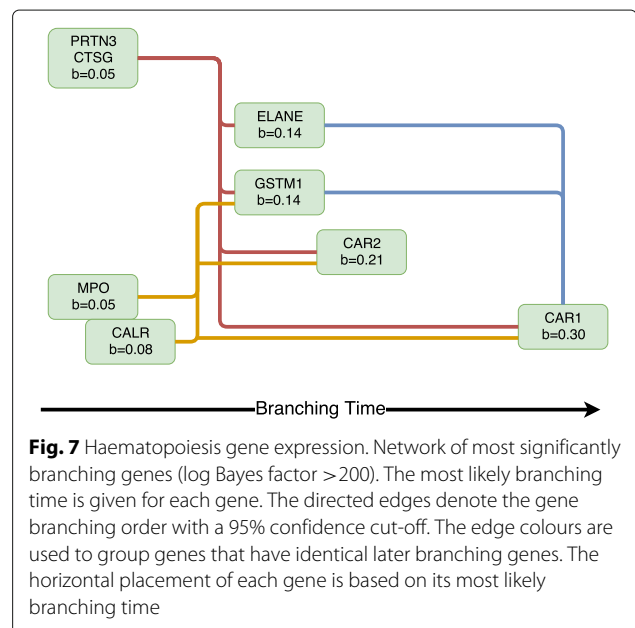 PRTN3
CTSG
b=0.05
ELANE
b=0.14
GSTM1
b=0.14
CAR2
b=0.21
MPO
b=0.05
CALR
b=0.08
CAR1
b=0.30
Branching Time
Fig. 7 Haematopoiesis gene expression. Network of most significantly
branching genes (log Bayes factor >200). The most likely branching
time is given for each gene. The directed edges denote the gene
branching order with a 95% confidence cut-off. The edge colours are
used to group genes that have identical later branching genes. The
horizontal placement of each gene is based on its most likely
branching time